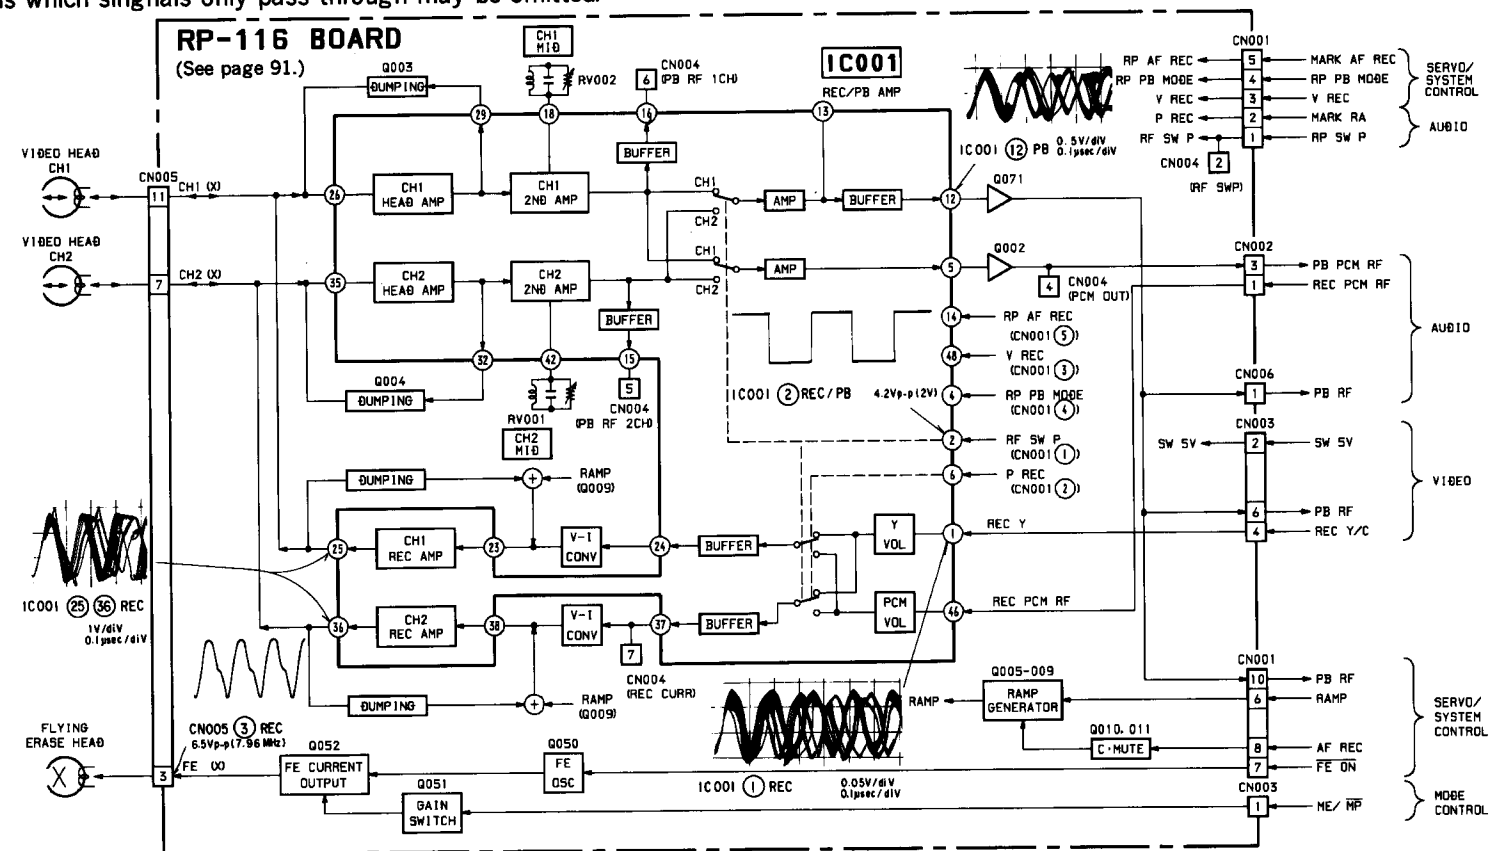 ns which singnals only pass through may be omitted.
RP-116 BOARD
(See page 91.)
CH1
MID
RV002
CN004
(PB RF 1CH)
6
IC001
REC/PB AMP
Q003
DUMPING
29
18
16
13
BUFFER
VIDEO HEAD
CH1
CN005
11
CH1 (X)
26
CH1
HEAD AMP
CH1
2ND AMP
CH1
CH2
AMP
BUFFER
12
Q071
IC001 12 PB
0.5V/diV
0.1µsec/diV
VIDEO HEAD
CH2
7
CH2 (X)
35
CH2
HEAD AMP
CH2
2ND AMP
CH1
CH2
AMP
5
Q002
4
CN004
(PCM OUT)
BUFFER
32
42
15
Q004
DUMPING
RV001
CH2
MID
5
CN004
(PB RF 2CH)
IC001 2 REC/PB
4.2Vp-p(2V)
14
RP AF REC
(CN001 5)
48
V REC
(CN001 3)
4
RP PB MODE
(CN001 4)
2
RF SW P
(CN001 1)
6
P REC
(CN001 2)
DUMPING
RAMP
(Q009)
25
CH1
REC AMP
23
V-I
CONV
24
BUFFER
Y
VOL
1
REC Y
36
CH2
REC AMP
38
V-I
CONV
37
BUFFER
PCM
VOL
46
REC PCM RF
7
CN004
(REC CURR)
DUMPING
RAMP
(Q009)
IC001 25 36 REC
1V/diV
0.1µsec/diV
CN005 3 REC
6.5Vp-p(7.96MHz)
FLYING
ERASE HEAD
3
FE (X)
Q052
FE CURRENT
OUTPUT
Q051
GAIN
SWITCH
Q050
FE
OSC
IC001 1 REC
0.05V/diV
0.1µsec/diV
RAMP
Q005-009
RAMP
GENERATOR
Q010.011
C·MUTE
CN001
RP AF REC
5
MARK AF REC
RP PB MODE
4
RP PB MODE
V REC
3
V REC
P REC
2
MARK RA
RF SW P
1
RP SW P
CN004
2
(RF SWP)
SERVO/
SYSTEM
CONTROL
AUDIO
CN002
3
PB PCM RF
1
REC PCM RF
AUDIO
CN006
1
PB RF
CN003
SW 5V
2
SW 5V
6
PB RF
4
REC Y/C
VIDEO
CN001
10
PB RF
6
RAMP
8
AF REC
7
FE ON
SERVO/
SYSTEM
CONTROL
CN003
1
ME/ MP
MODE
CONTROL